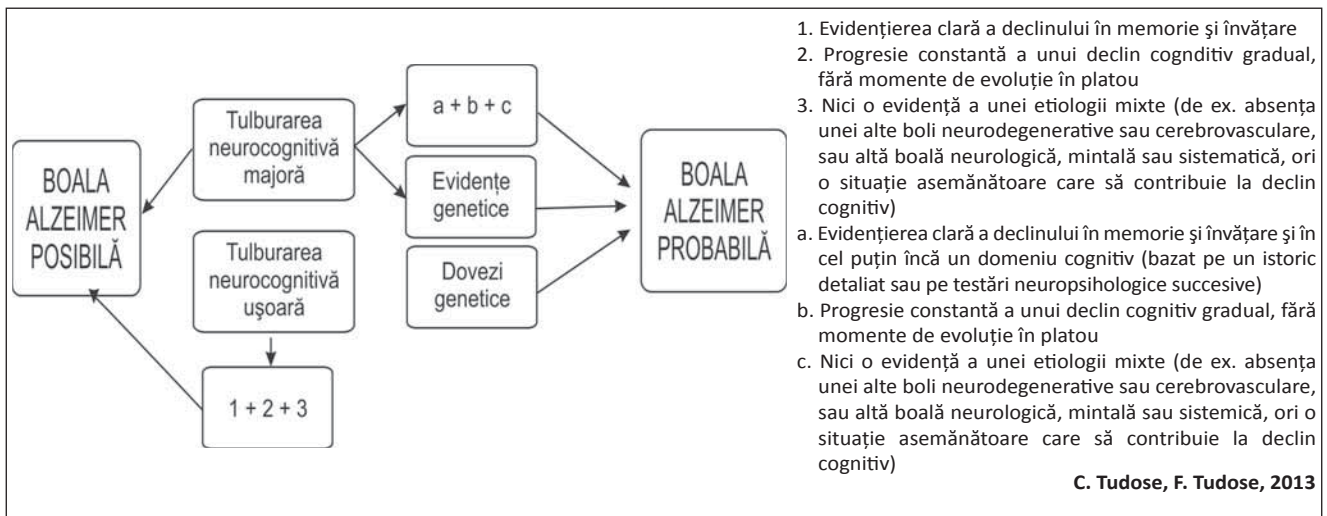 BOALA
ALZEIMER
POSIBILĂ
Tulburarea
neurocognitivă
majoră
Tulburarea
neurocognitivă
uşoară
1 + 2 + 3
a + b + c
Evidențe
genetice
Dovezi
genetice
BOALA
ALZEIMER
PROBABILĂ
1. Evidențierea clară a declinului în memorie şi învățare
2. Progresie constantă a unui declin cognditiv gradual,
fără momente de evoluție în platou
3. Nici o evidență a unei etiologii mixte (de ex. absența
unei alte boli neurodegenerative sau cerebrovasculare,
sau altă boală neurologică, mintală sau sistematică, ori
o situație asemănătoare care să contribuie la declin
cognitiv)
a. Evidențierea clară a declinului în memorie şi învățare şi în
cel puțin încă un domeniu cognitiv (bazat pe un istoric
detaliat sau pe testări neuropsihologice succesive)
b. Progresie constantă a unui declin cognitiv gradual, fără
momente de evoluție în platou
c. Nici o evidență a unei etiologii mixte (de ex. absența
unei alte boli neurodegenerative sau cerebrovasculare,
sau altă boală neurologică, mintală sau sistemică, ori o
situație asemănătoare care să contribuie la declin
cognitiv)
C. Tudose, F. Tudose, 2013